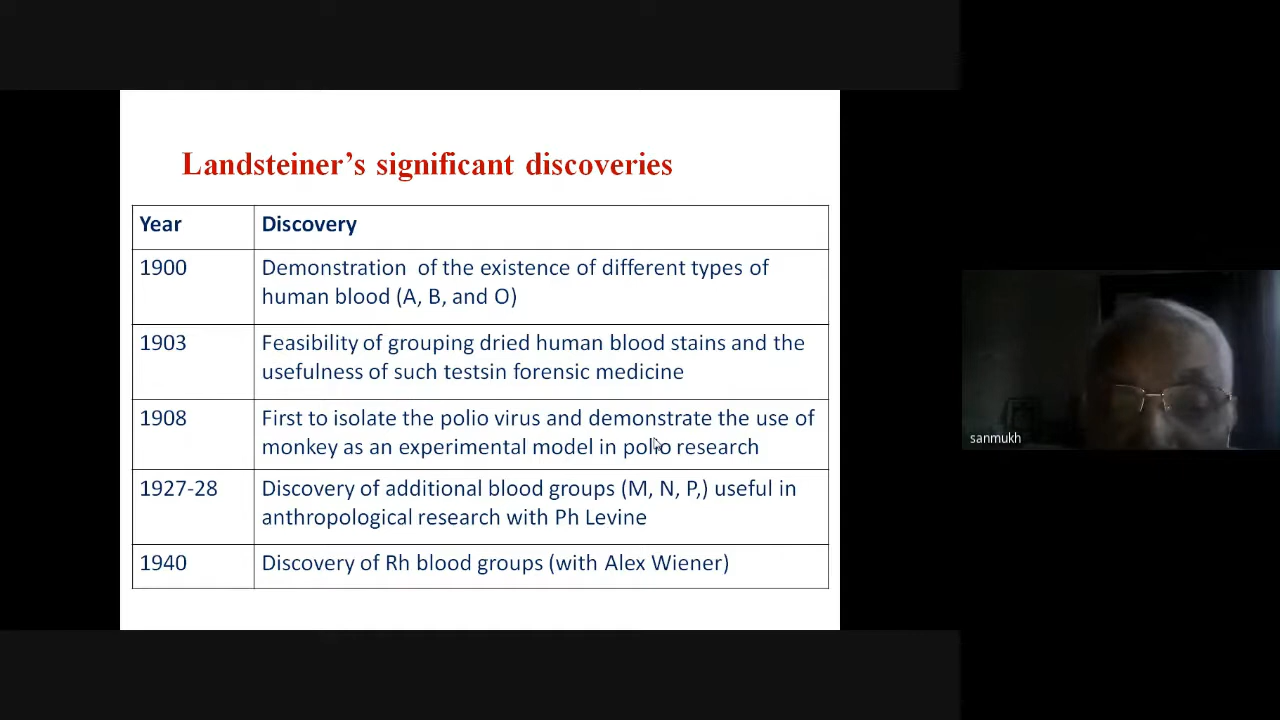 Landsteiner's significant discoveries
Year Discovery
1900 Demonstration of the existence of different types of
human blood (A, B, and O)
1903 Feasibility of grouping dried human blood stains and the
usefulness of such testsin forensic medicine
1908 First to isolate the polio virus and demonstrate the use of
monkey as an experimental model in polio research
1927-28 Discovery of additional blood groups (M, N, P,) useful in
anthropological research with Ph Levine
1940 Discovery of Rh blood groups (with Alex Wiener)
sanmukh